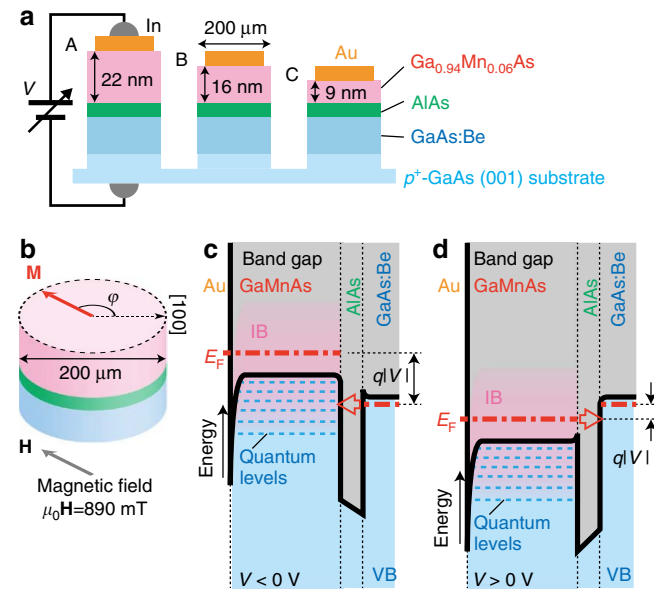 a
In
200 μm
A
B
C
Au
V
22 nm
16 nm
9 nm
Ga0.94Mn0.06As
AlAs
GaAs:Be
p+-GaAs (001) substrate
b
M
φ
[100]
200 μm
H
Magnetic field
μ0H=890 mT
c
Band gap
Au
GaMnAs
AlAs
GaAs:Be
IB
EF
q|V|
Energy
Quantum
levels
V < 0 V
VB
d
Band gap
Au
GaMnAs
AlAs
GaAs:Be
IB
EF
q|V|
Energy
Quantum
levels
V > 0 V
VB